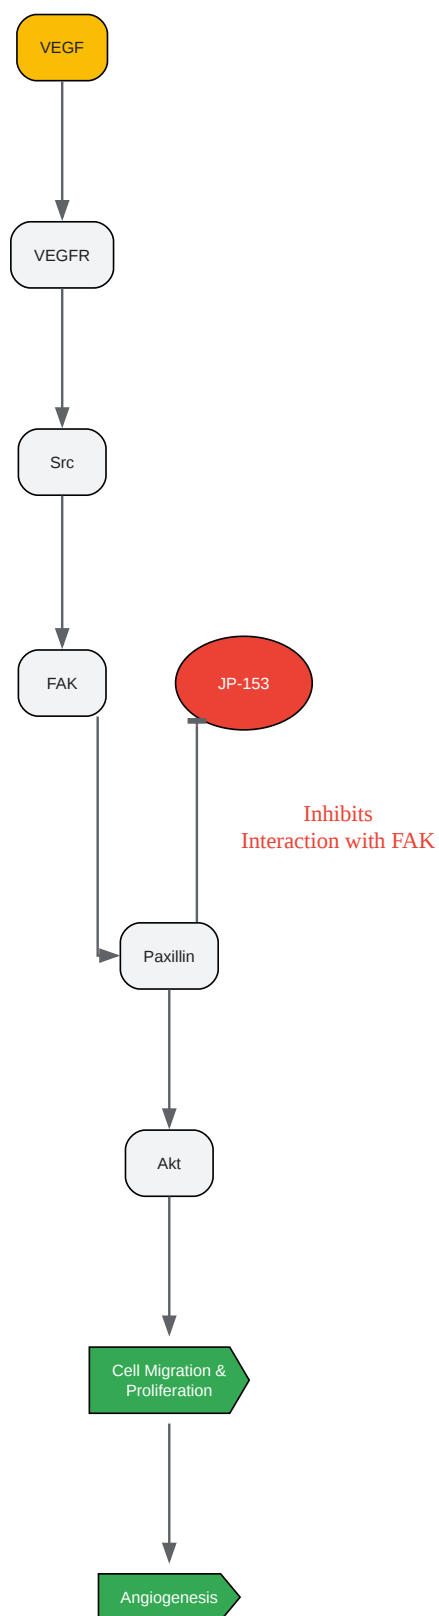 VEGF
VEGFR
Src
FAK
JP-153
Inhibits
Interaction with FAK
Paxillin
Akt
Cell Migration &
Proliferation
Angiogenesis